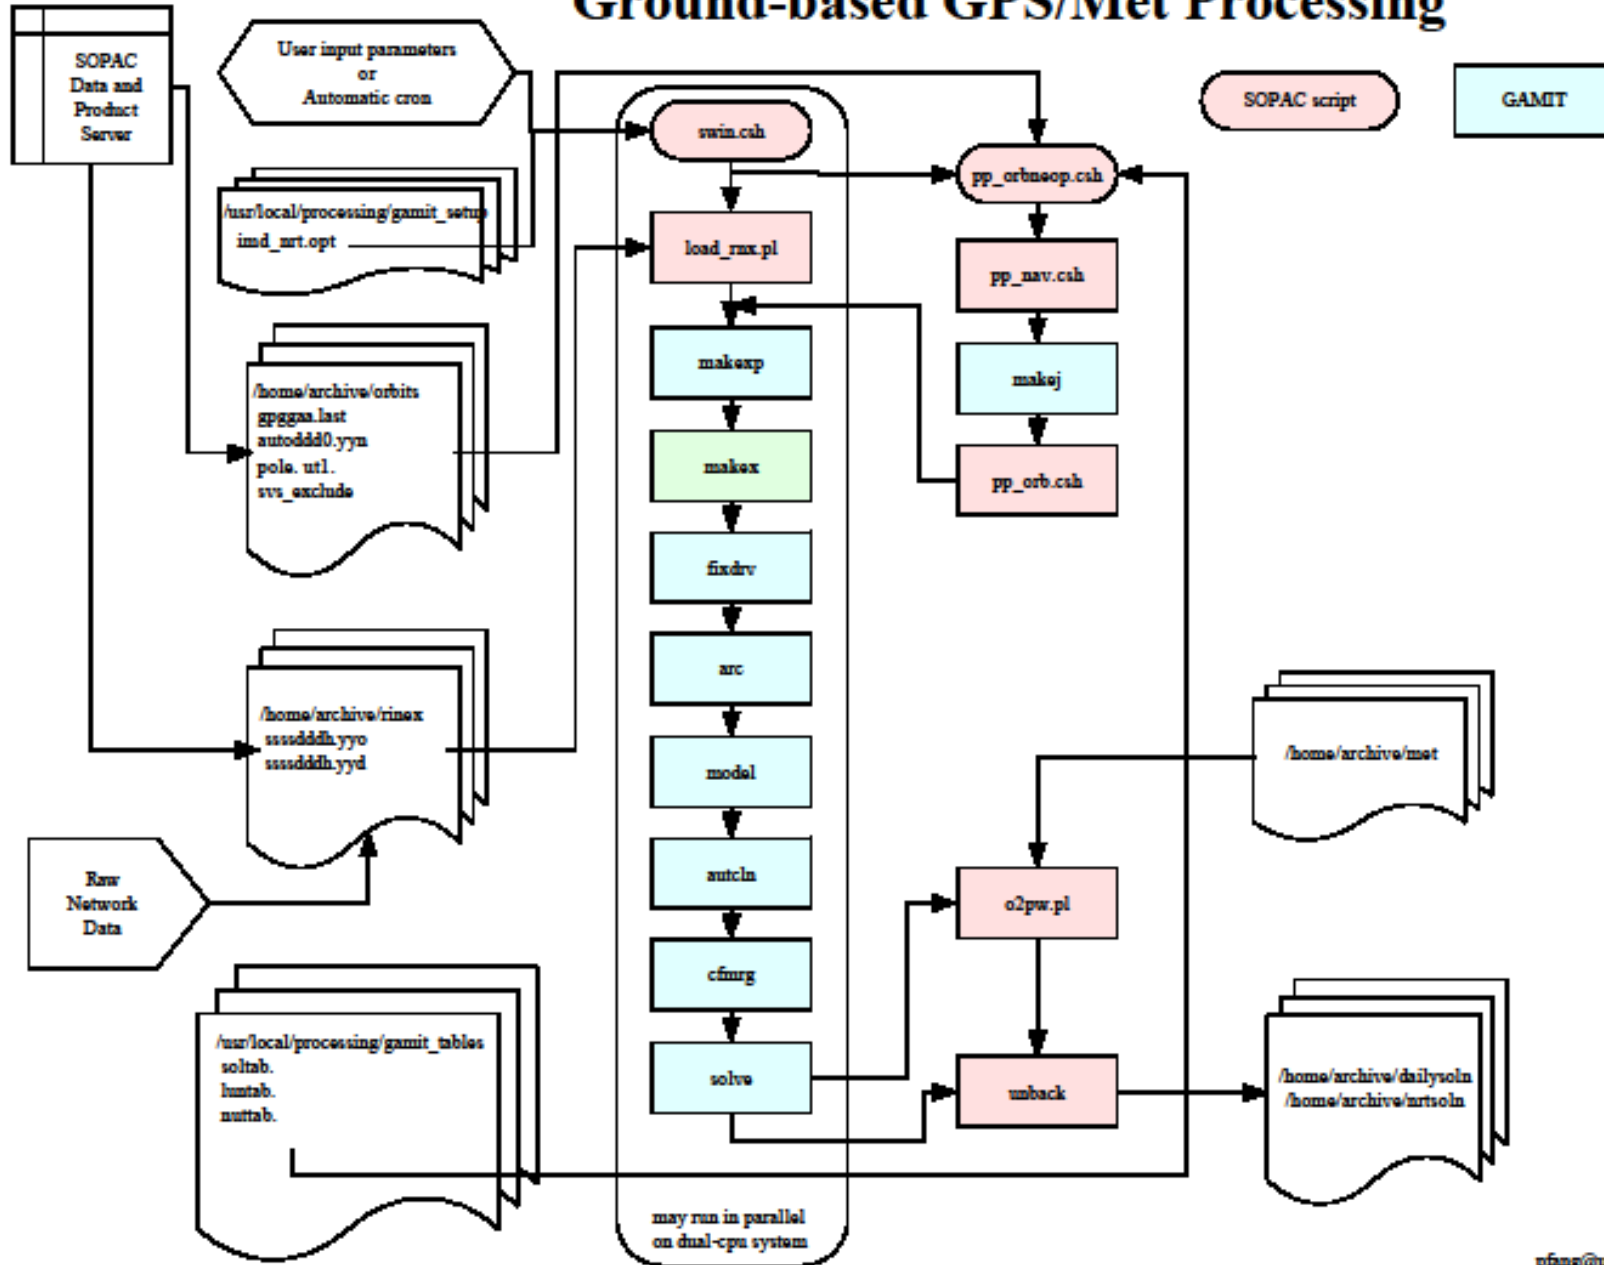 Ground-based GPS/Met Processing
SOPAC
Data and
Product
Server
User input parameters
or
Automatic cron
SOPAC script
GAMIT
swin.csh
pp_orbneop.csh
/usr/local/processing/gamit_setup
imd_nrt.opt
load_rnx.pl
pp_nav.csh
makexp
makej
/home/archive/orbits
gpggaa.last
autoddd0.yyn
pole. ut1.
svs_exclude
makex
pp_orb.csh
fixdrv
arc
/home/archive/rinex
ssssdddh.yyo
ssssdddh.yyd
model
/home/archive/met
autcln
Raw
Network
Data
o2pw.pl
cfmrg
/usr/local/processing/gamit_tables
soltab.
luntab.
nuttab.
solve
unback
/home/archive/dailysoln
/home/archive/nrtsoln
may run in parallel
on dual-cpu system